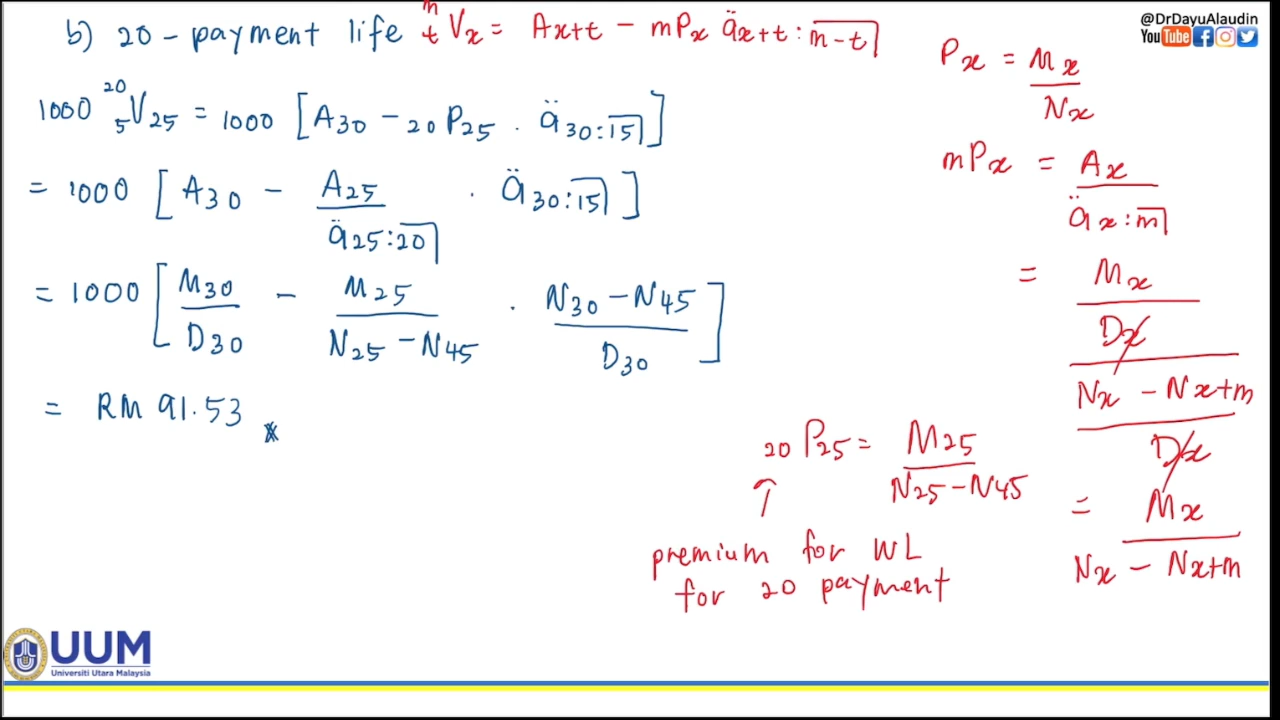 b) 20-payment life ᵐₜVx = Ax+t − mPx äx+t:m-t̅|
1000 ²⁰₅V25 = 1000 [A30 − 20P25 . ä30:15̅|]
= 1000 [A30 − A25 / ä25:20̅| . ä30:15̅|]
= 1000 [M30 / D30 − M25 / N25 − N45 . N30 − N45 / D30]
= RM 91.53
@DrDayuAlaudin
YouTube
Px = Mx / Nx
mPx = Ax / äx:m̅|
= Mx / Dx / Nx − Nx+m / Dx
= Mx / Nx − Nx+m
20P25 = M25 / N25 − N45
↑
premium for WL
for 20 payment
UUM
Universiti Utara Malaysia